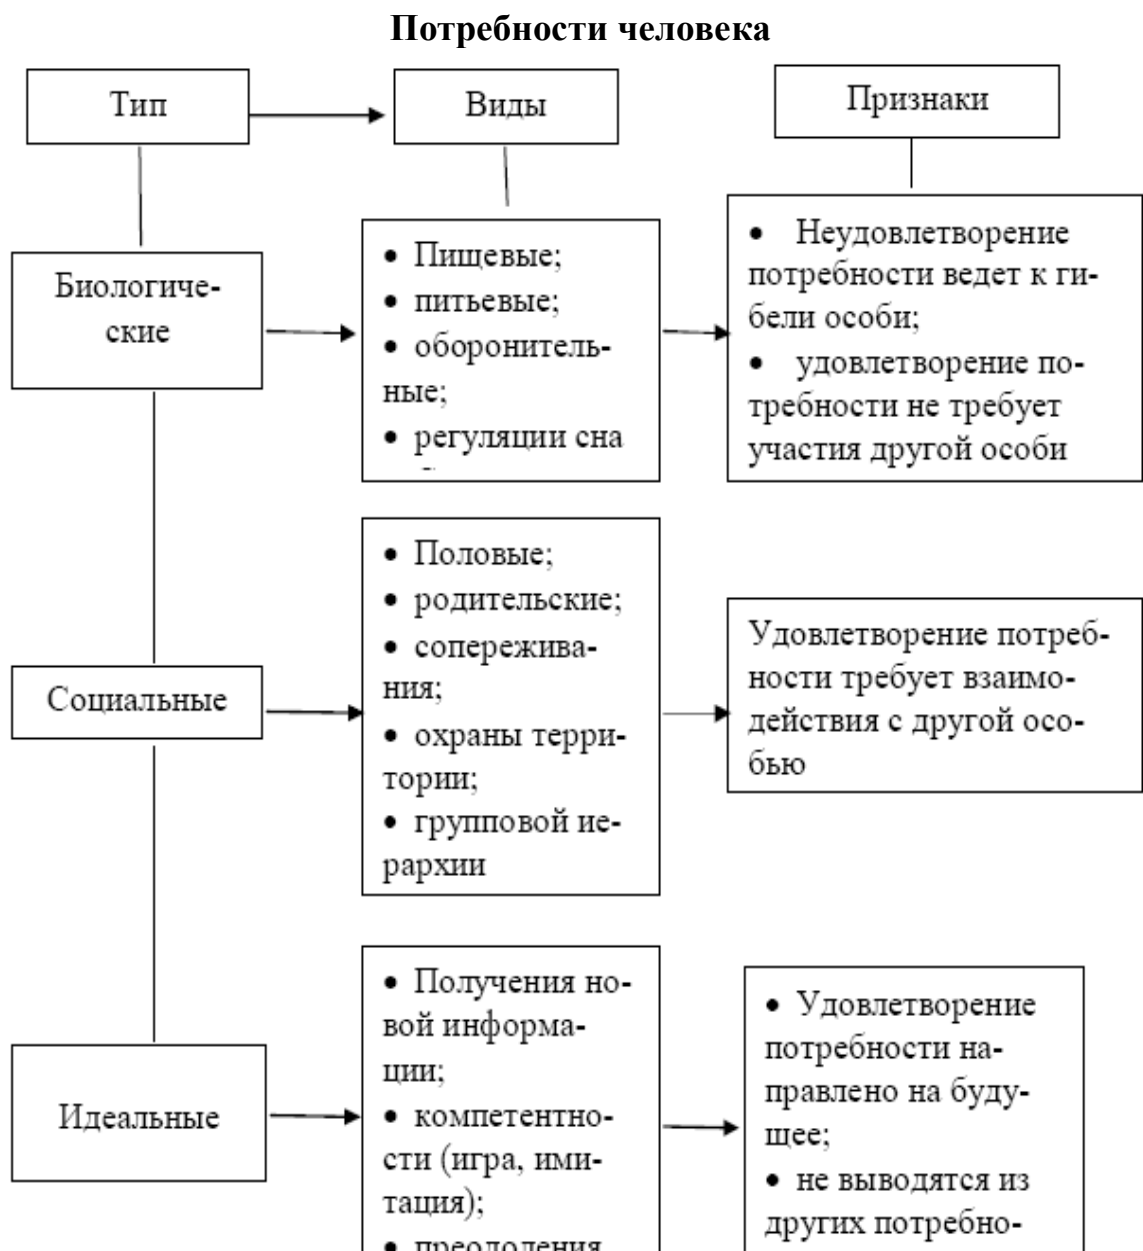 Потребности человека
Тип
Виды
Признаки
Биологиче-
ские
• Пищевые;
• питьевые;
• оборонитель-
ные;
• регуляции сна
• Неудовлетворение
потребности ведет к ги-
бели особи;
• удовлетворение по-
требности не требует
участия другой особи
Социальные
• Половые;
• родительские;
• сопережива-
ния;
• охраны терри-
тории;
• групповой ие-
рархии
Удовлетворение потреб-
ности требует взаимо-
действия с другой осо-
бью
Идеальные
• Получения но-
вой информа-
ции;
• компетентно-
сти (игра, ими-
тация);
• преодоления
• Удовлетворение
потребности на-
правлено на буду-
щее;
• не выводятся из
других потребно-